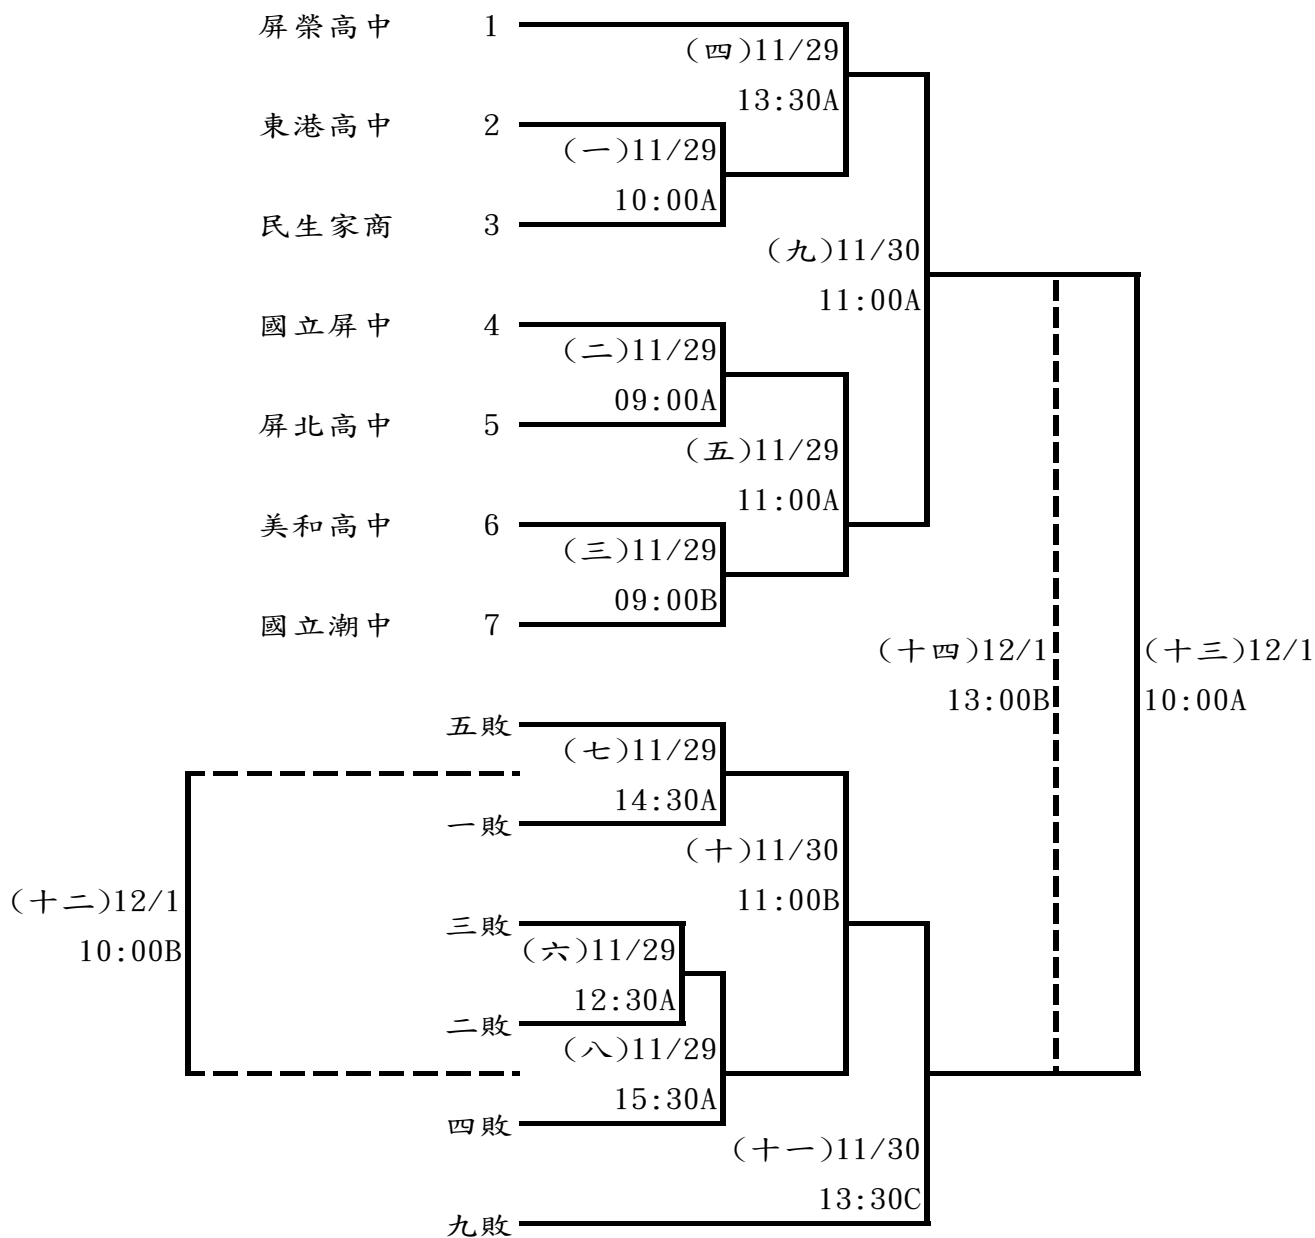 屏榮高中 1
(四)11/29
13:30A
東港高中 2
(一)11/29
10:00A
民生家商 3
(九)11/30
11:00A
國立屏中 4
(二)11/29
09:00A
屏北高中 5
(五)11/29
11:00A
美和高中 6
(三)11/29
09:00B
國立潮中 7
(十四)12/1
13:00B
(十三)12/1
10:00A
五敗
(七)11/29
14:30A
一敗
(十)11/30
11:00B
(十二)12/1
10:00B
三敗
(六)11/29
12:30A
二敗
(八)11/29
15:30A
四敗
(十一)11/30
13:30C
九敗